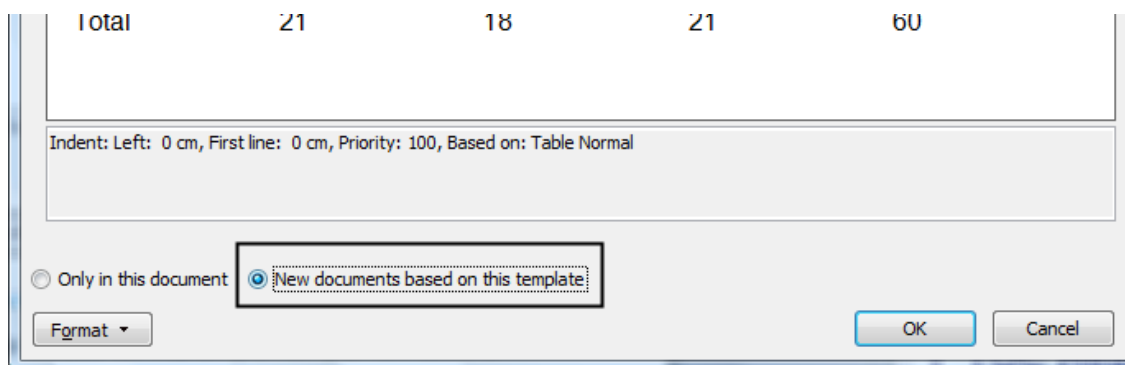 Total 21 18 21 60
Indent: Left: 0 cm, First line: 0 cm, Priority: 100, Based on: Table Normal
Only in this document New documents based on this template
Format OK Cancel